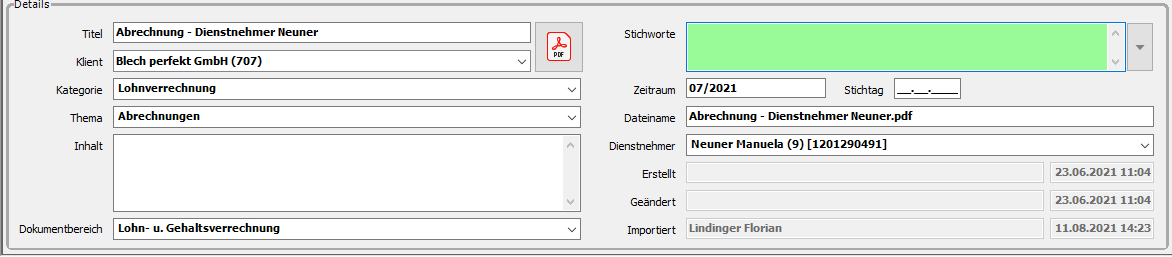 Details
Titel Abrechnung - Dienstnehmer Neuner
PDF
Klient Blech perfekt GmbH (707)
Kategorie Lohnverrechnung
Thema Abrechnungen
Inhalt
Dokumentbereich Lohn- u. Gehaltsverrechnung
Stichworte
Zeitraum 07/2021 Stichtag __.__.____
Dateiname Abrechnung - Dienstnehmer Neuner.pdf
Dienstnehmer Neuner Manuela (9) [1201290491]
Erstellt 23.06.2021 11:04
Geändert 23.06.2021 11:04
Importiert Lindinger Florian 11.08.2021 14:23